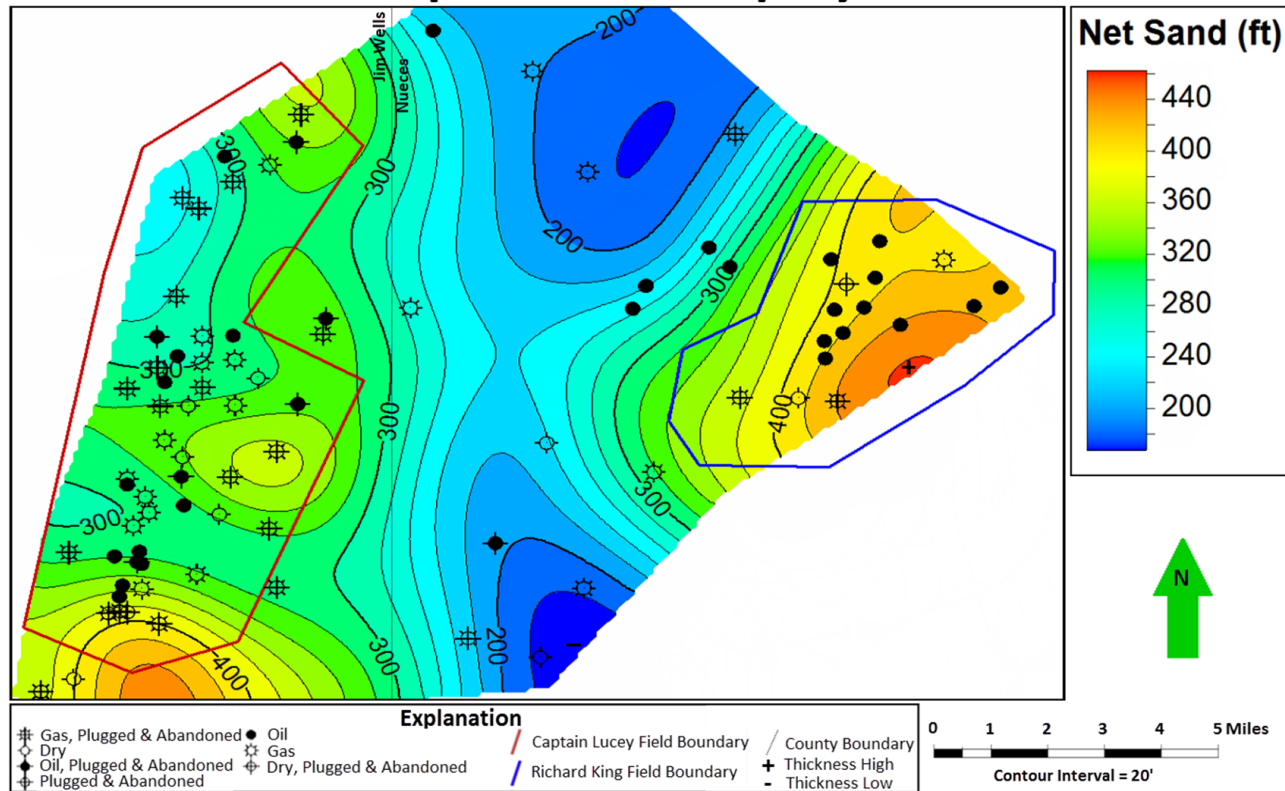 Jim Wells
Nueces
200
300
300
200
300
300
300
400
300
300
200
300
400
Net Sand (ft)
440
400
360
320
280
240
200
N
Explanation
Gas, Plugged & Abandoned
Dry
Oil, Plugged & Abandoned
Plugged & Abandoned
Oil
Gas
Dry, Plugged & Abandoned
Captain Lucey Field Boundary
Richard King Field Boundary
County Boundary
+ Thickness High
- Thickness Low
0 1 2 3 4 5 Miles
Contour Interval = 20'